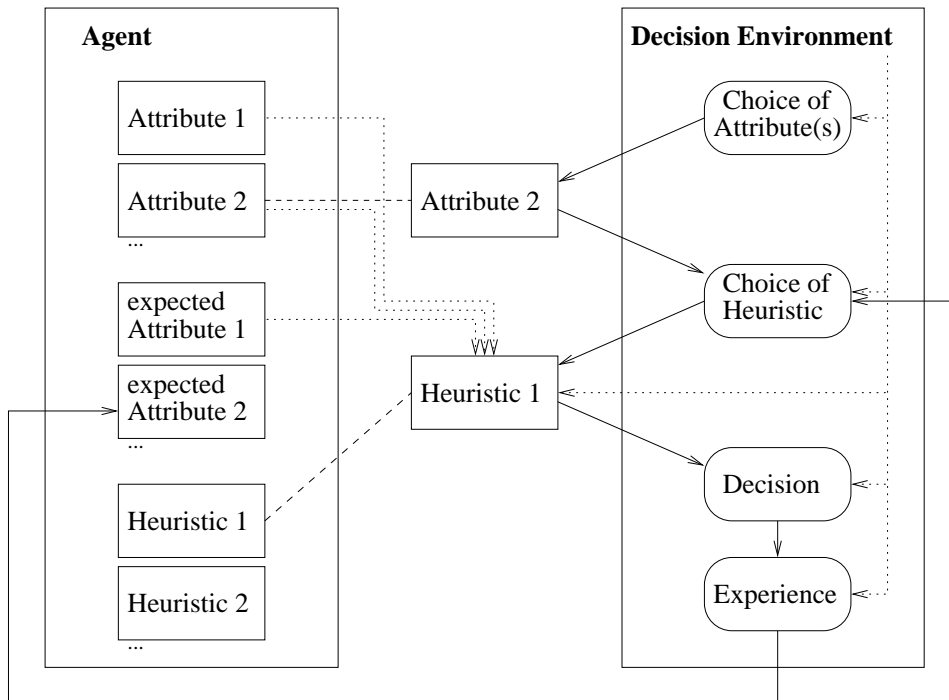 Agent
Attribute 1
Attribute 2
...
expected
Attribute 1
expected
Attribute 2
...
Heuristic 1
Heuristic 2
...
Attribute 2
Heuristic 1
Decision Environment
Choice of
Attribute(s)
Choice of
Heuristic
Decision
Experience